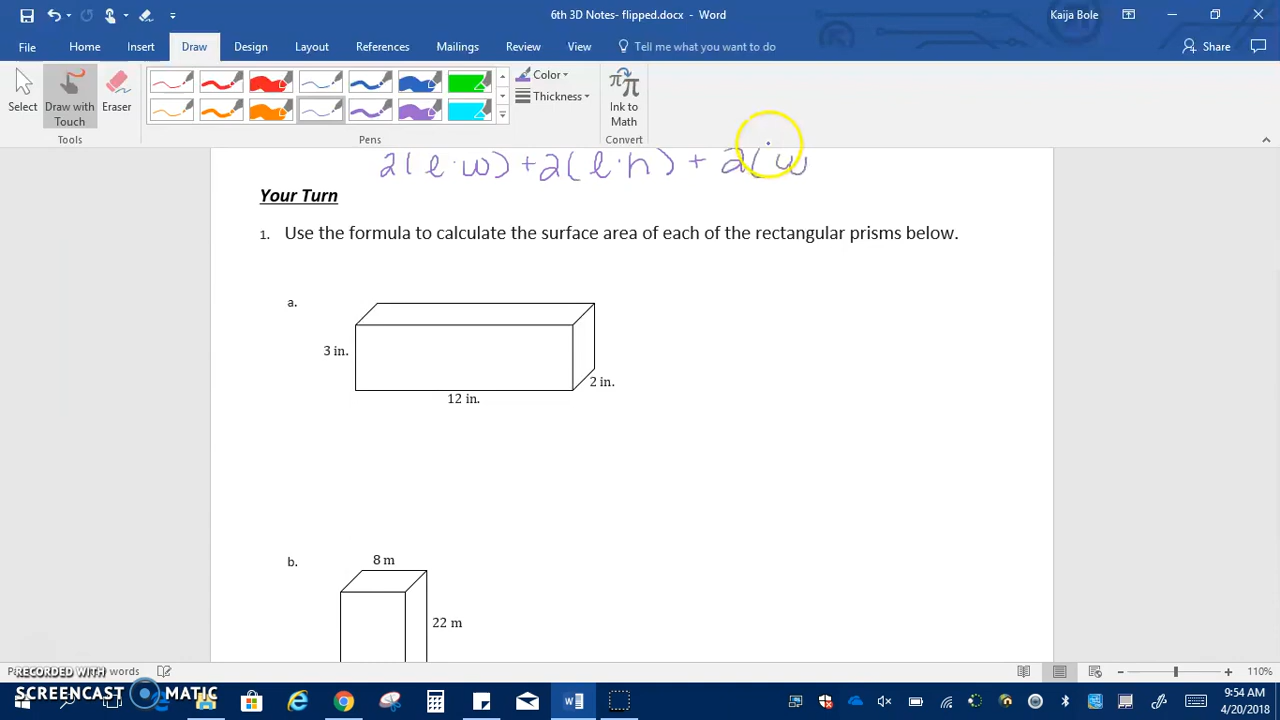 6th 3D Notes- flipped.docx - Word
Kaija Bole
File Home Insert Draw Design Layout References Mailings Review View Tell me what you want to do Share
Select
Draw with Touch
Eraser
Tools
Pens
Color
Thickness
Ink to Math
Convert
2(l·w)+2(l·h)+2(w
Your Turn
1. Use the formula to calculate the surface area of each of the rectangular prisms below.
a.
3 in.
2 in.
12 in.
b.
8 m
22 m
words
110%
RECORDED WITH
SCREENCAST MATIC
9:54 AM
4/20/2018